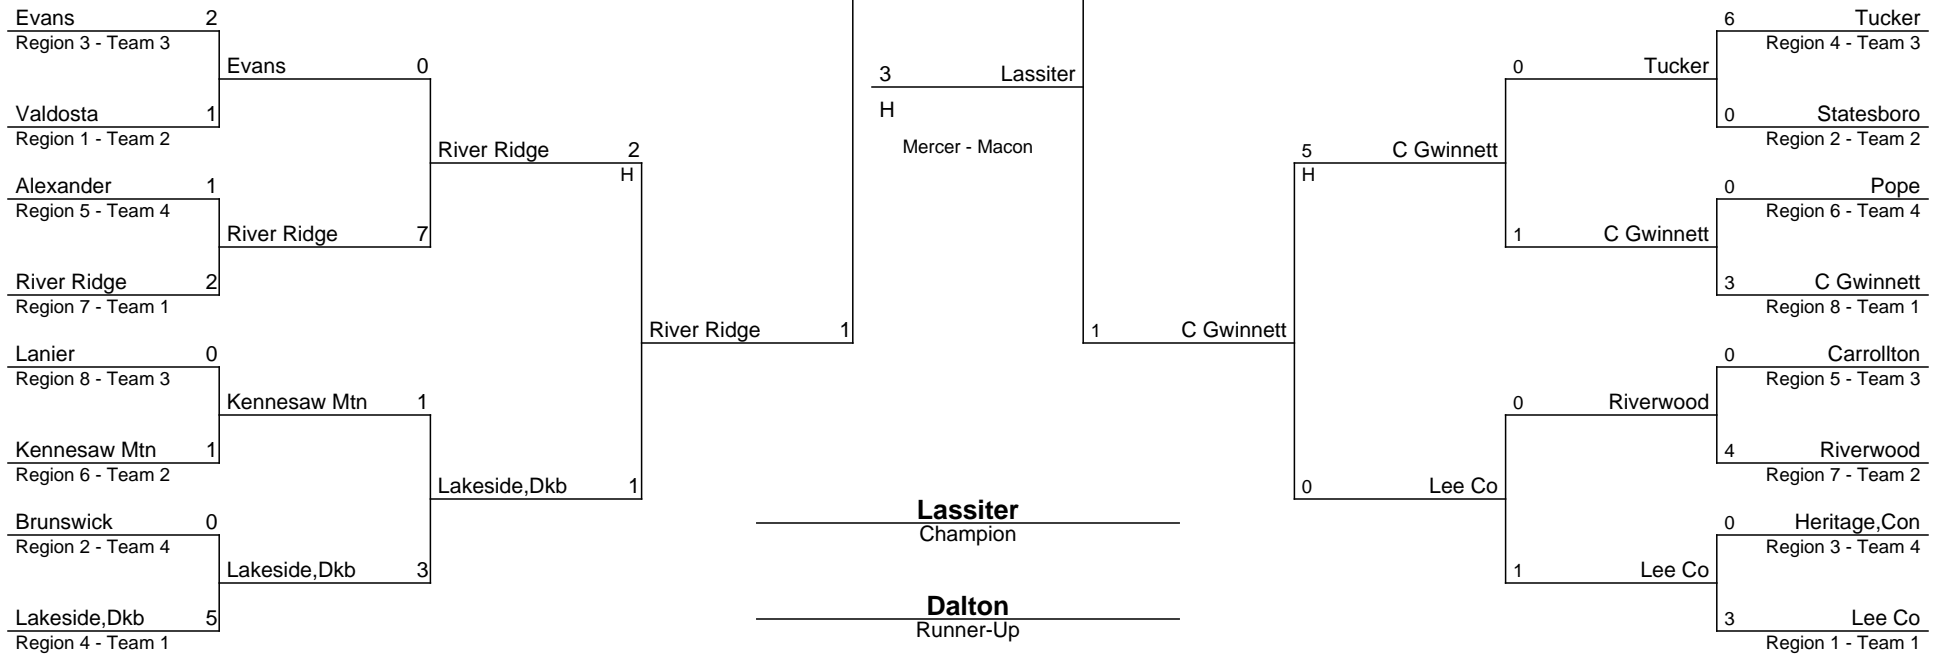 Evans 2
Region 3 - Team 3
Evans 0
Valdosta 1
Region 1 - Team 2
River Ridge 2
H
Alexander 1
Region 5 - Team 4
River Ridge 7
River Ridge 2
Region 7 - Team 1
River Ridge 1
Lanier 0
Region 8 - Team 3
Kennesaw Mtn 1
Kennesaw Mtn 1
Region 6 - Team 2
Lakeside,Dkb 1
Brunswick 0
Region 2 - Team 4
Lakeside,Dkb 3
Lakeside,Dkb 5
Region 4 - Team 1
3 Lassiter
H
Mercer - Macon
Lassiter
Champion
Dalton
Runner-Up
6 Tucker
Region 4 - Team 3
0 Tucker
0 Statesboro
Region 2 - Team 2
5 C Gwinnett
H
0 Pope
Region 6 - Team 4
1 C Gwinnett
3 C Gwinnett
Region 8 - Team 1
1 C Gwinnett
0 Carrollton
Region 5 - Team 3
0 Riverwood
4 Riverwood
Region 7 - Team 2
0 Lee Co
0 Heritage,Con
Region 3 - Team 4
1 Lee Co
3 Lee Co
Region 1 - Team 1